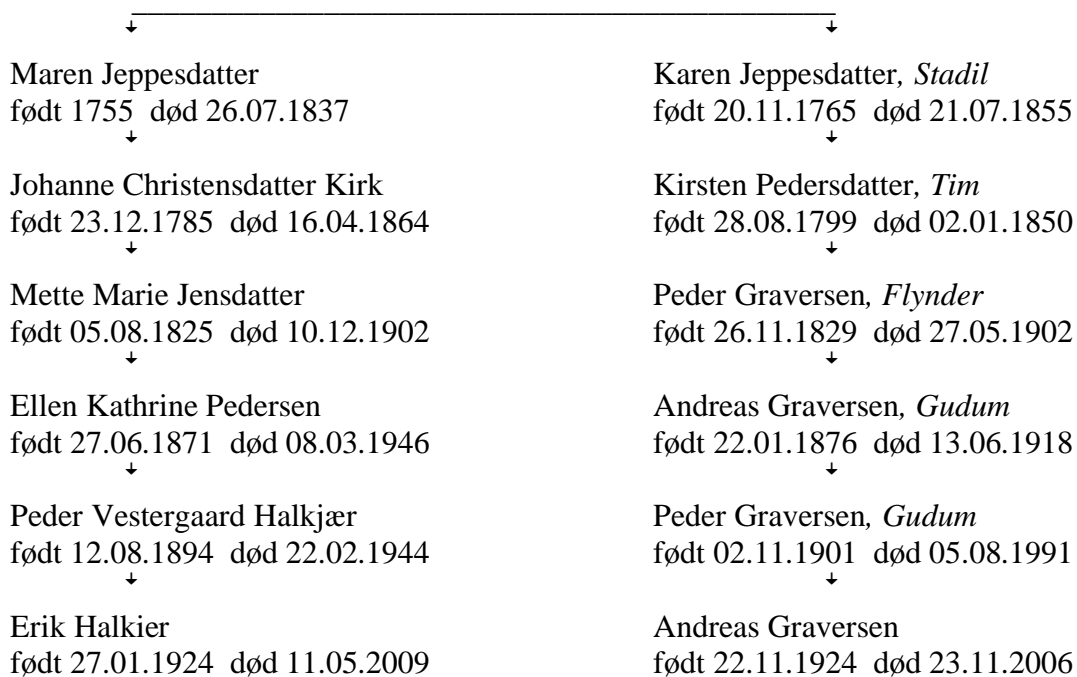 Maren Jeppesdatter
født 1755 død 26.07.1837
Karen Jeppesdatter, Stadil
født 20.11.1765 død 21.07.1855
Johanne Christensdatter Kirk
født 23.12.1785 død 16.04.1864
Kirsten Pedersdatter, Tim
født 28.08.1799 død 02.01.1850
Mette Marie Jensdatter
født 05.08.1825 død 10.12.1902
Peder Graversen, Flynder
født 26.11.1829 død 27.05.1902
Ellen Kathrine Pedersen
født 27.06.1871 død 08.03.1946
Andreas Graversen, Gudum
født 22.01.1876 død 13.06.1918
Peder Vestergaard Halkjær
født 12.08.1894 død 22.02.1944
Peder Graversen, Gudum
født 02.11.1901 død 05.08.1991
Erik Halkier
født 27.01.1924 død 11.05.2009
Andreas Graversen
født 22.11.1924 død 23.11.2006